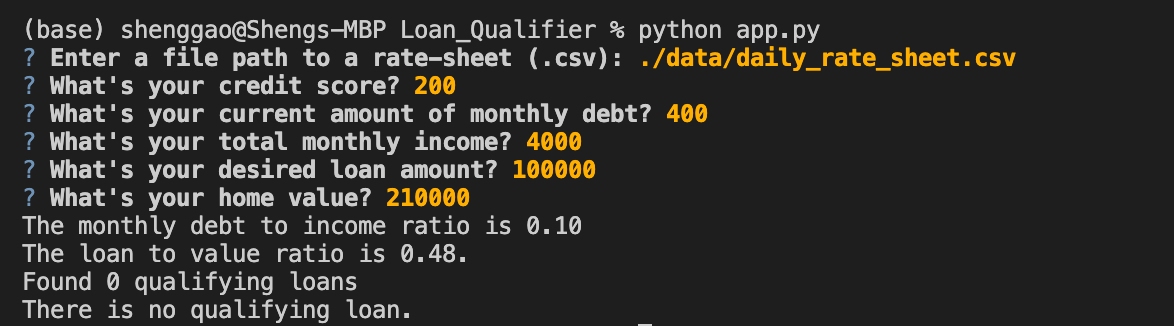 (base) shenggao@Shengs-MBP Loan_Qualifier % python app.py
? Enter a file path to a rate-sheet (.csv): ./data/daily_rate_sheet.csv
? What's your credit score? 200
? What's your current amount of monthly debt? 400
? What's your total monthly income? 4000
? What's your desired loan amount? 100000
? What's your home value? 210000
The monthly debt to income ratio is 0.10
The loan to value ratio is 0.48.
Found 0 qualifying loans
There is no qualifying loan.